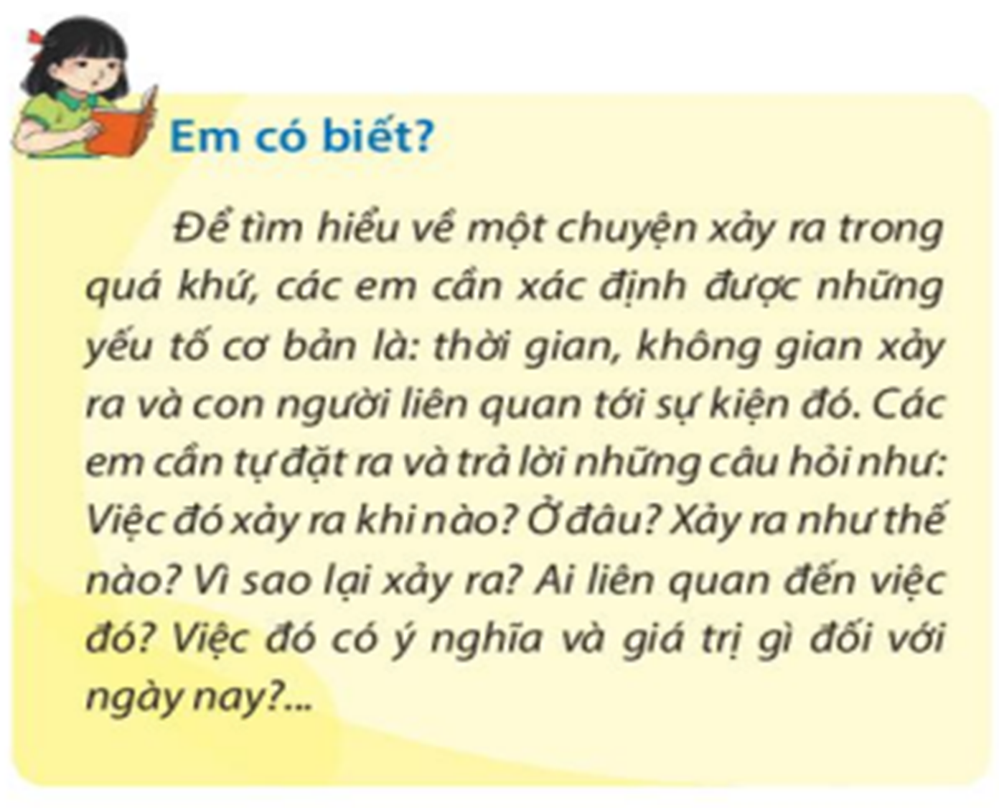 Em có biết?
Để tìm hiểu về một chuyện xảy ra trong
quá khứ, các em cần xác định được những
yếu tố cơ bản là: thời gian, không gian xảy
ra và con người liên quan tới sự kiện đó. Các
em cần tự đặt ra và trả lời những câu hỏi như:
Việc đó xảy ra khi nào? Ở đâu? Xảy ra như thế
nào? Vì sao lại xảy ra? Ai liên quan đến việc
đó? Việc đó có ý nghĩa và giá trị gì đối với
ngày nay?...